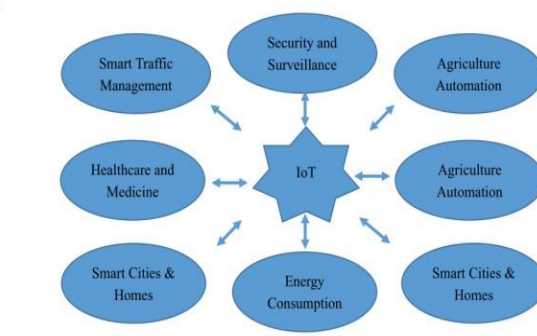 Smart Traffic
Management
Security and
Surveillance
Agriculture
Automation
Healthcare and
Medicine
IoT
Agriculture
Automation
Smart Cities &
Homes
Energy
Consumption
Smart Cities &
Homes